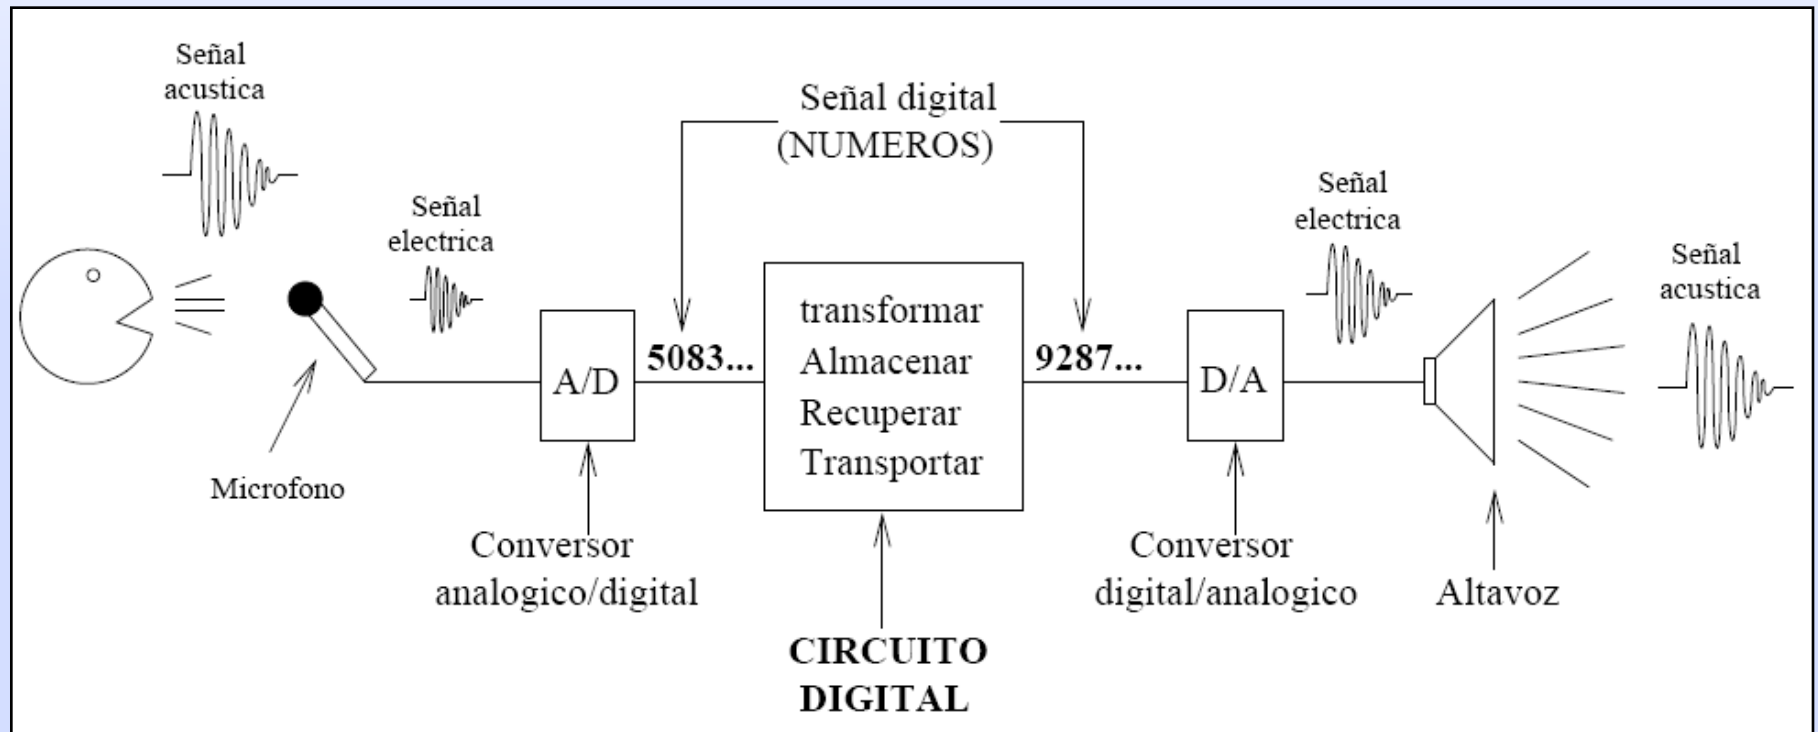 Señal
acustica
Señal
electrica
Microfono
A/D
Conversor
analogico/digital
Señal digital
(NUMEROS)
5083...
transformar
Almacenar
Recuperar
Transportar
CIRCUITO
DIGITAL
9287...
D/A
Conversor
digital/analogico
Señal
electrica
Altavoz
Señal
acustica